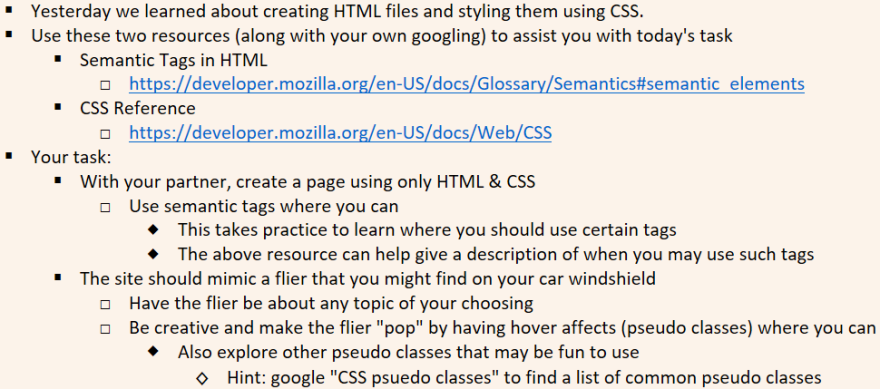 Yesterday we learned about creating HTML files and styling them using CSS.
Use these two resources (along with your own googling) to assist you with today's task
Semantic Tags in HTML
https://developer.mozilla.org/en-US/docs/Glossary/Semantics#semantic_elements
CSS Reference
https://developer.mozilla.org/en-US/docs/Web/CSS
Your task:
With your partner, create a page using only HTML & CSS
Use semantic tags where you can
This takes practice to learn where you should use certain tags
The above resource can help give a description of when you may use such tags
The site should mimic a flier that you might find on your car windshield
Have the flier be about any topic of your choosing
Be creative and make the flier "pop" by having hover affects (pseudo classes) where you can
Also explore other pseudo classes that may be fun to use
Hint: google "CSS psuedo classes" to find a list of common pseudo classes